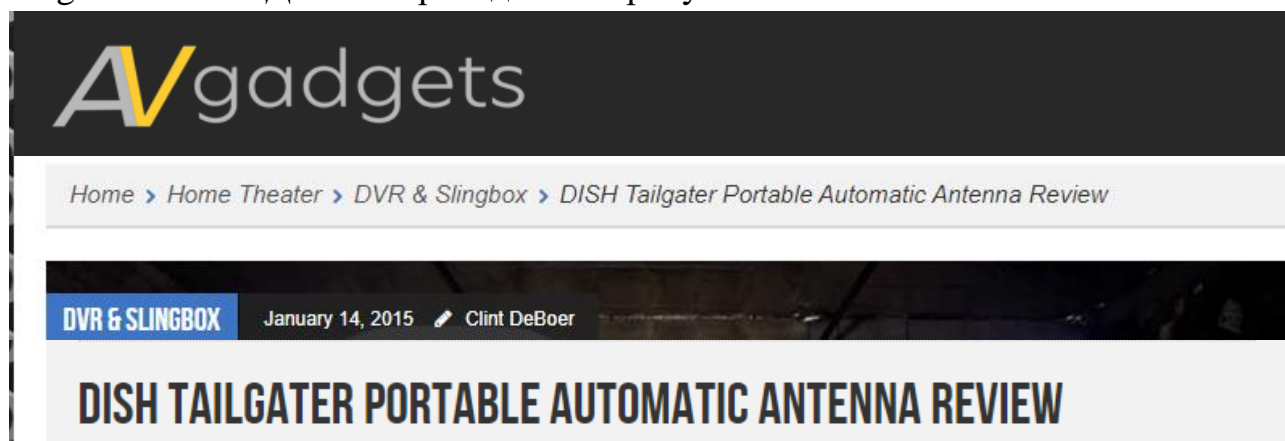 AVgadgets
Home > Home Theater > DVR & Slingbox > DISH Tailgater Portable Automatic Antenna Review
DVR & SLINGBOX January 14, 2015 Clint DeBoer
DISH TAILGATER PORTABLE AUTOMATIC ANTENNA REVIEW